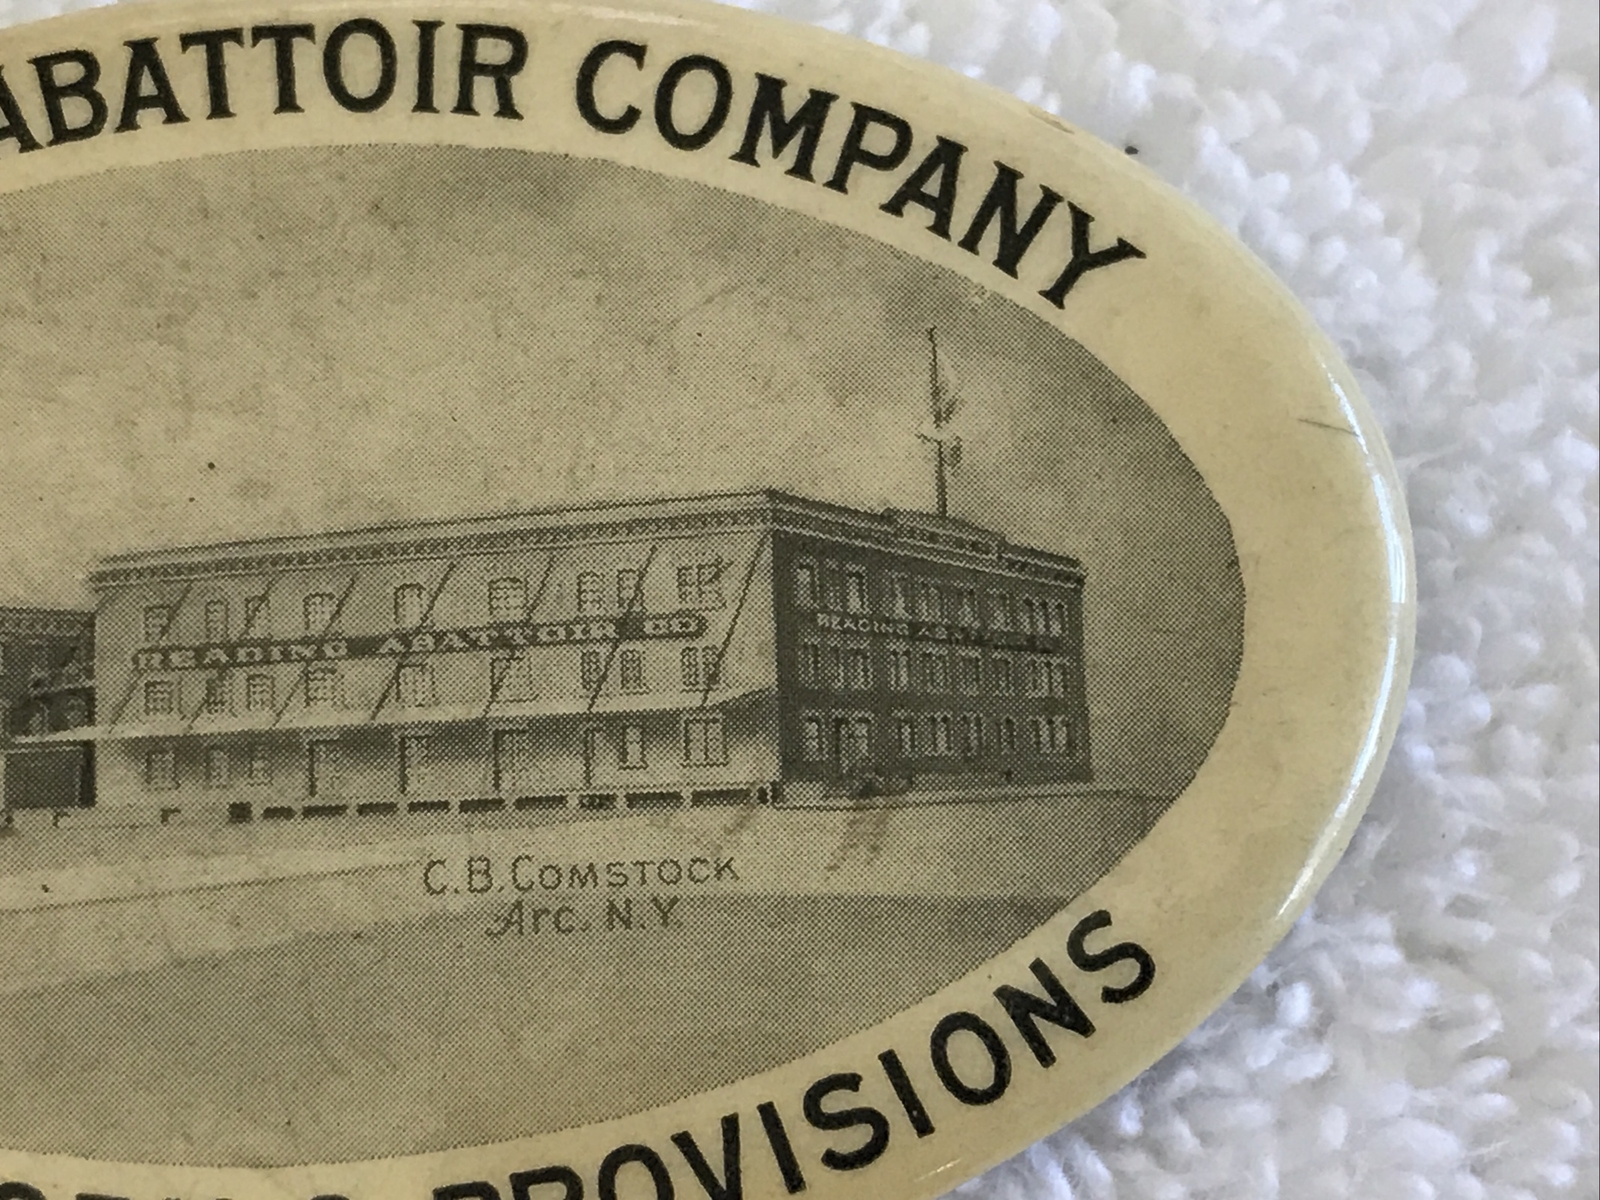 ABATTOIR COMPANY
READING ABATTOIR CO
READING
C.B. COMSTOCK
Arc. N.Y.
PROVISIONS